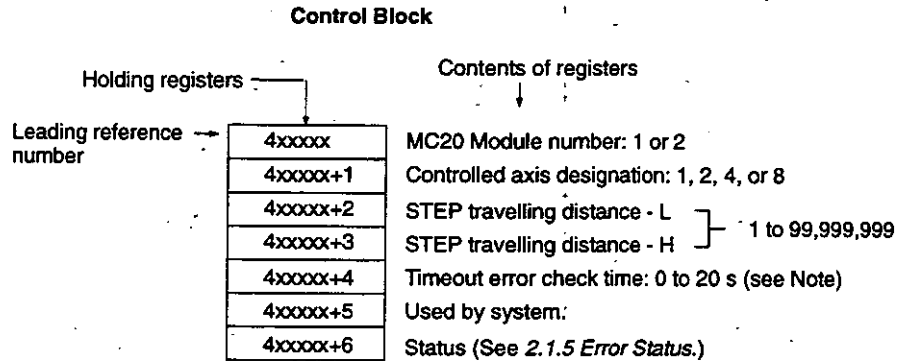 Control Block
Holding registers
Contents of registers
Leading reference
number
4xxxxx MC20 Module number: 1 or 2
4xxxxx+1 Controlled axis designation: 1, 2, 4, or 8
4xxxxx+2 STEP travelling distance - L
1 to 99,999,999
4xxxxx+3 STEP travelling distance - H
4xxxxx+4 Timeout error check time: 0 to 20 s (see Note)
4xxxxx+5 Used by system:
4xxxxx+6 Status (See 2.1.5 Error Status.)